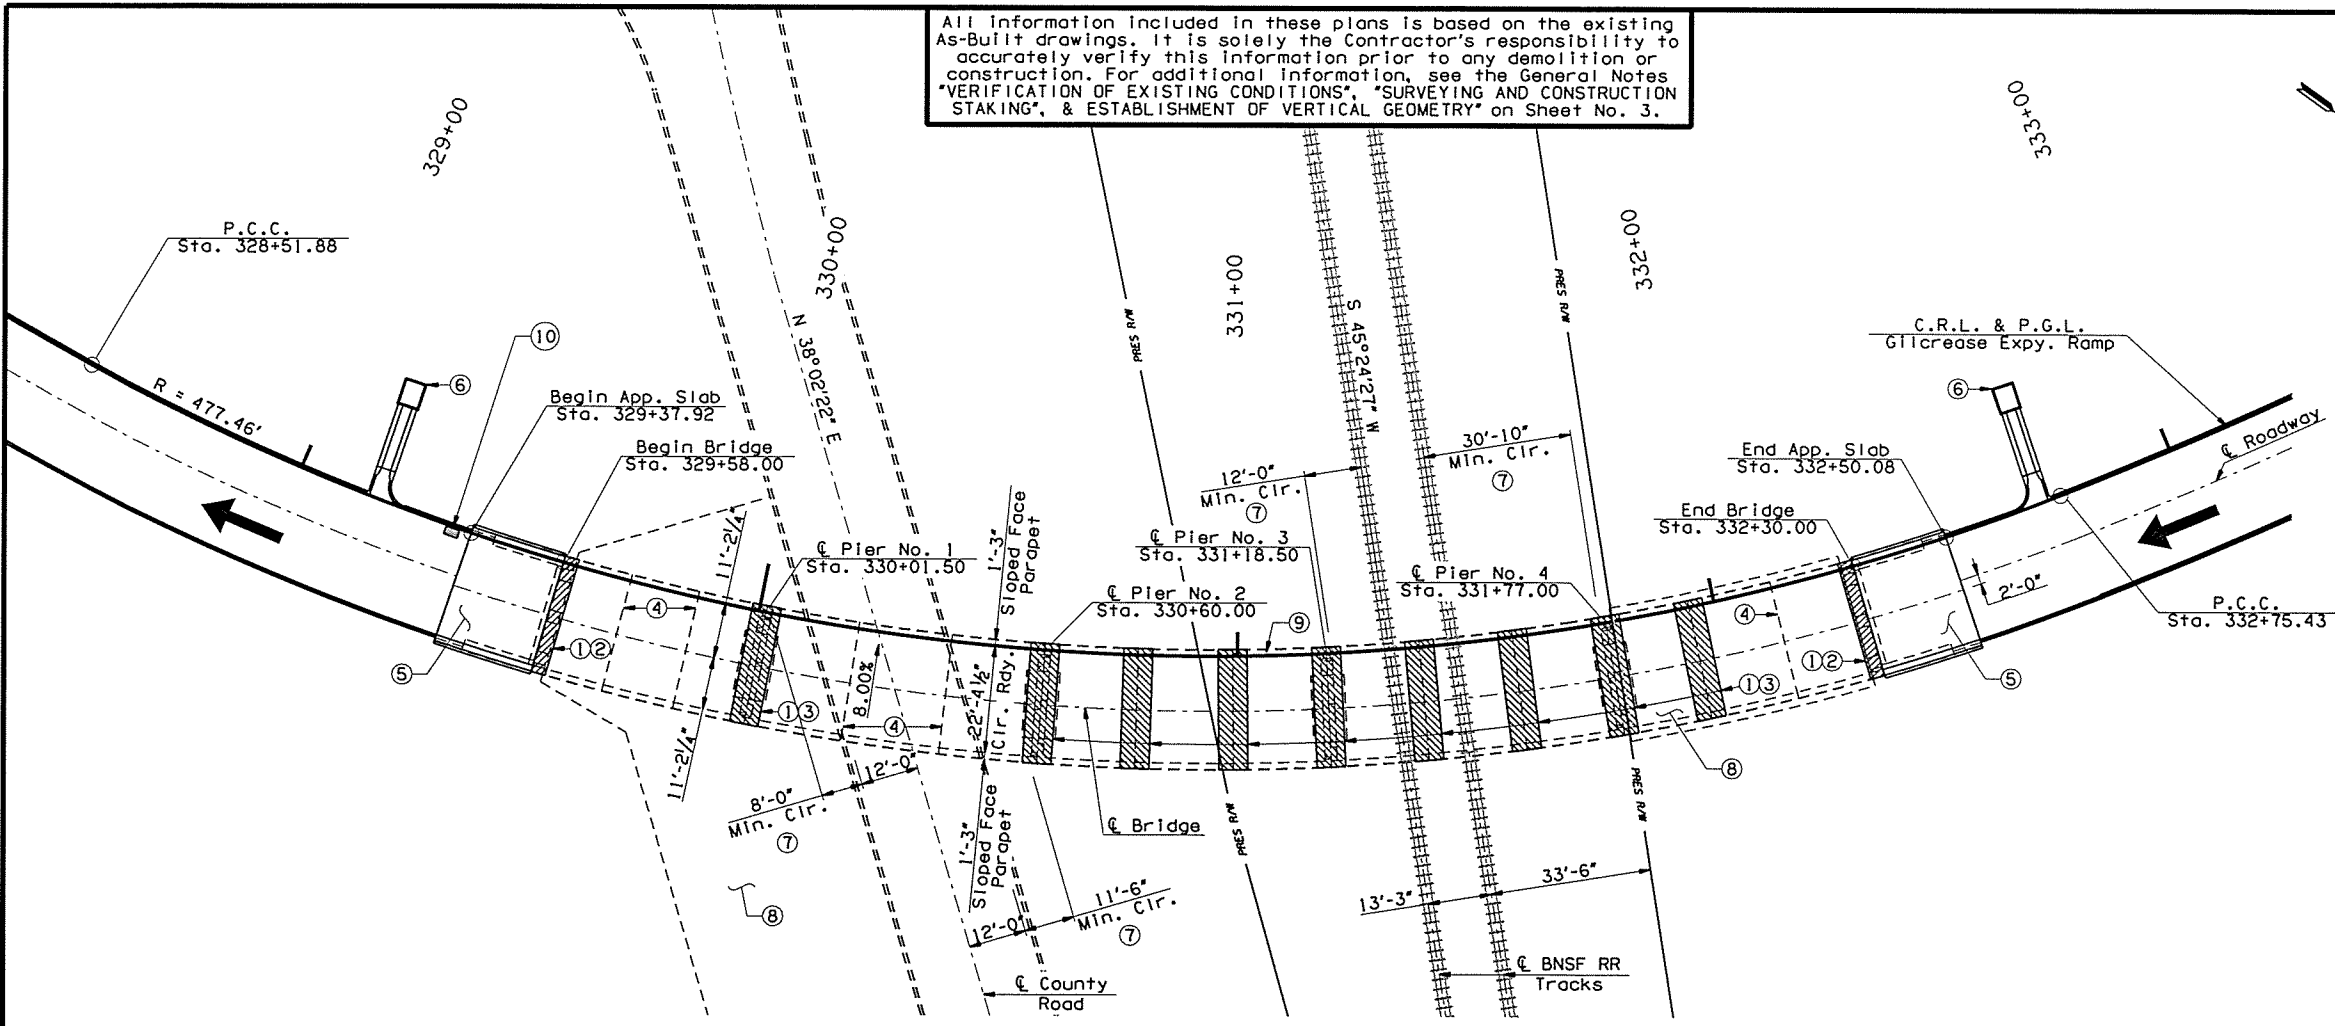 All information included in these plans is based on the existing
As-Built drawings. It is solely the Contractor's responsibility to
accurately verify this information prior to any demolition or
construction. For additional information, see the General Notes
"VERIFICATION OF EXISTING CONDITIONS", "SURVEYING AND CONSTRUCTION
STAKING", & ESTABLISHMENT OF VERTICAL GEOMETRY" on Sheet No. 3.
329+00
330+00
331+00
332+00
333+00
P.C.C.
Sta. 328+51.88
R = 477.46'
10
6
Begin App. Slab
Sta. 329+37.92
Begin Bridge
Sta. 329+58.00
N 38°02'22" E
PRES R/W
S 45°24'27" W
PRES R/W
C.R.L. & P.G.L.
Gilcrease Expy. Ramp
6
℄ Roadway
30'-10"
Min. Clr.
7
12'-0"
Min. Clr.
7
End App. Slab
Sta. 332+50.08
End Bridge
Sta. 332+30.00
11'-2¼"
11'-2¼"
℄ Pier No. 1
Sta. 330+01.50
1'-3"
Sloped Face
Parapet
℄ Pier No. 3
Sta. 331+18.50
℄ Pier No. 2
Sta. 330+60.00
℄ Pier No. 4
Sta. 331+77.00
2'-0"
P.C.C.
Sta. 332+75.43
4
9
4
5
1 2
8.00%
22'-4½"
Clr. Rdy.
1 3
4
1 3
1 2
5
8
8'-0"
Min. Clr.
7
12'-0"
1'-3"
Sloped Face
Parapet
℄ Bridge
PRES R/W
PRES R/W
8
12'-0"
11'-6"
Min. Clr.
7
13'-3"
33'-6"
℄ County
Road
℄ BNSF RR
Tracks